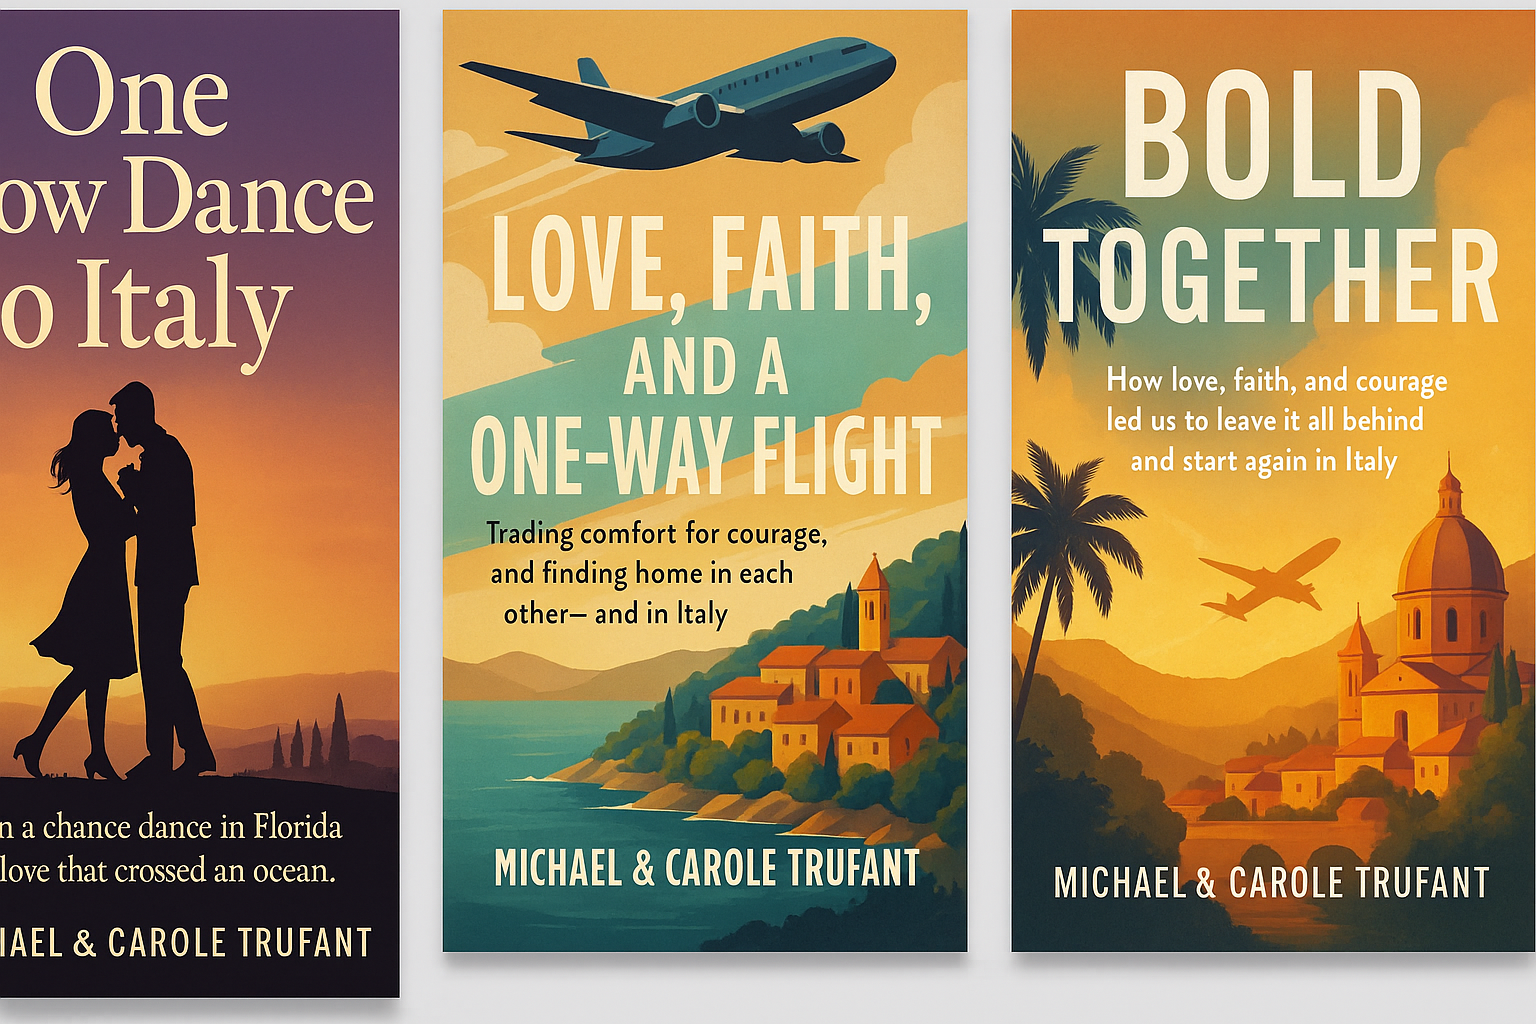 One
ow Dance
o Italy
n a chance dance in Florida
love that crossed an ocean.
IAEL & CAROLE TRUFANT
LOVE, FAITH,
AND A
ONE-WAY FLIGHT
Trading comfort for courage,
and finding home in each
other— and in Italy
MICHAEL & CAROLE TRUFANT
BOLD
TOGETHER
How love, faith, and courage
led us to leave it all behind
and start again in Italy
MICHAEL & CAROLE TRUFANT